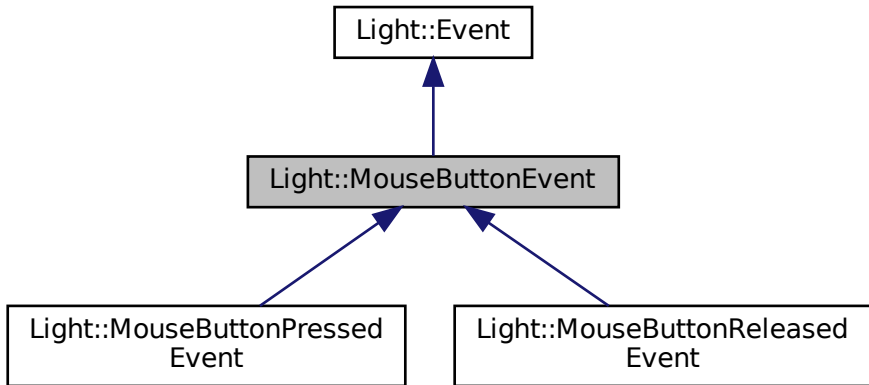 Light::Event
Light::MouseButtonEvent
Light::MouseButtonPressed
Event
Light::MouseButtonReleased
Event